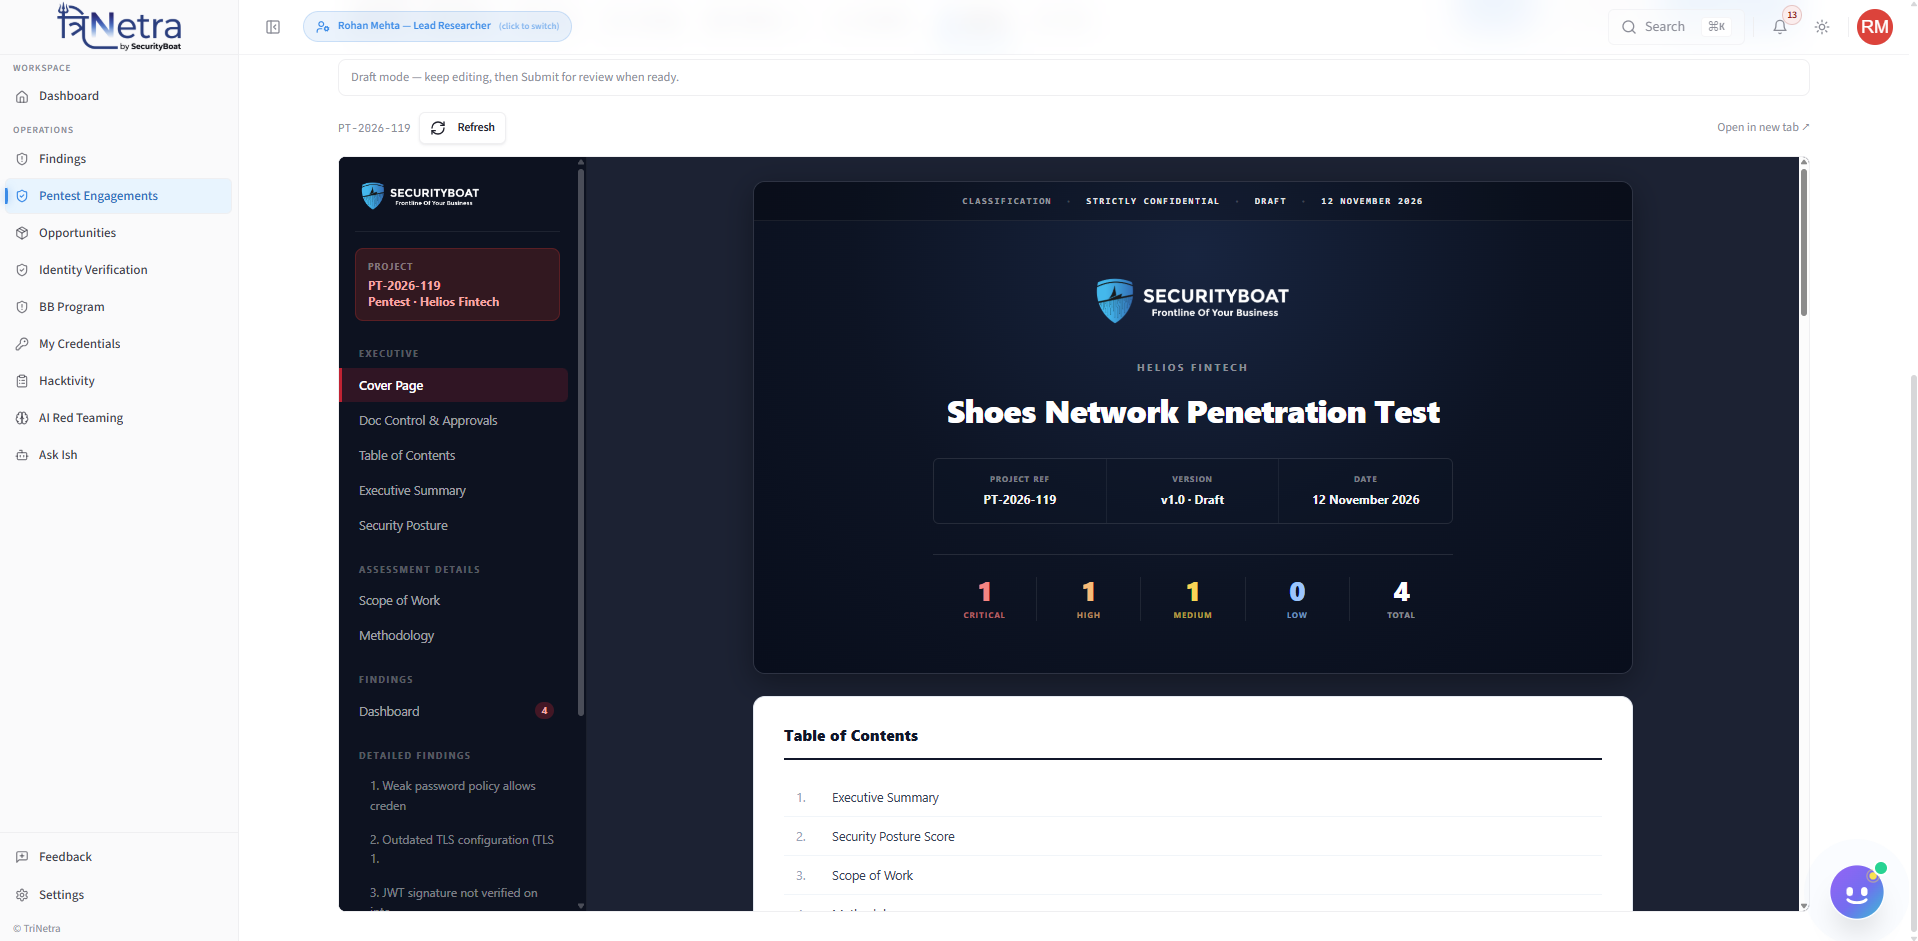 त्रिNetra
by SecurityBoat
WORKSPACE
Dashboard
OPERATIONS
Findings
Pentest Engagements
Opportunities
Identity Verification
BB Program
My Credentials
Hacktivity
AI Red Teaming
Ask Ish
Feedback
Settings
© TriNetra
Rohan Mehta — Lead Researcher (click to switch)
Search ⌘K
13
RM
Draft mode — keep editing, then Submit for review when ready.
PT-2026-119 Refresh
Open in new tab ↗
SECURITYBOAT
Frontline Of Your Business
PROJECT
PT-2026-119
Pentest · Helios Fintech
EXECUTIVE
Cover Page
Doc Control & Approvals
Table of Contents
Executive Summary
Security Posture
ASSESSMENT DETAILS
Scope of Work
Methodology
FINDINGS
Dashboard 4
DETAILED FINDINGS
1. Weak password policy allows
creden
2. Outdated TLS configuration (TLS
1.
3. JWT signature not verified on
CLASSIFICATION · STRICTLY CONFIDENTIAL · DRAFT · 12 NOVEMBER 2026
SECURITYBOAT
Frontline Of Your Business
HELIOS FINTECH
Shoes Network Penetration Test
PROJECT REF VERSION DATE
PT-2026-119 v1.0 · Draft 12 November 2026
1 1 1 0 4
CRITICAL HIGH MEDIUM LOW TOTAL
Table of Contents
1. Executive Summary
2. Security Posture Score
3. Scope of Work